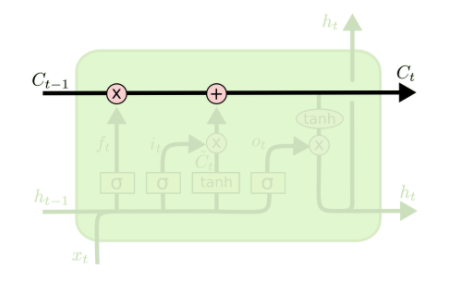 h_t
C_{t-1} x + C_t
tanh
f_t i_t x o_t x
C̃_t
σ σ tanh σ
h_{t-1} h_t
x_t